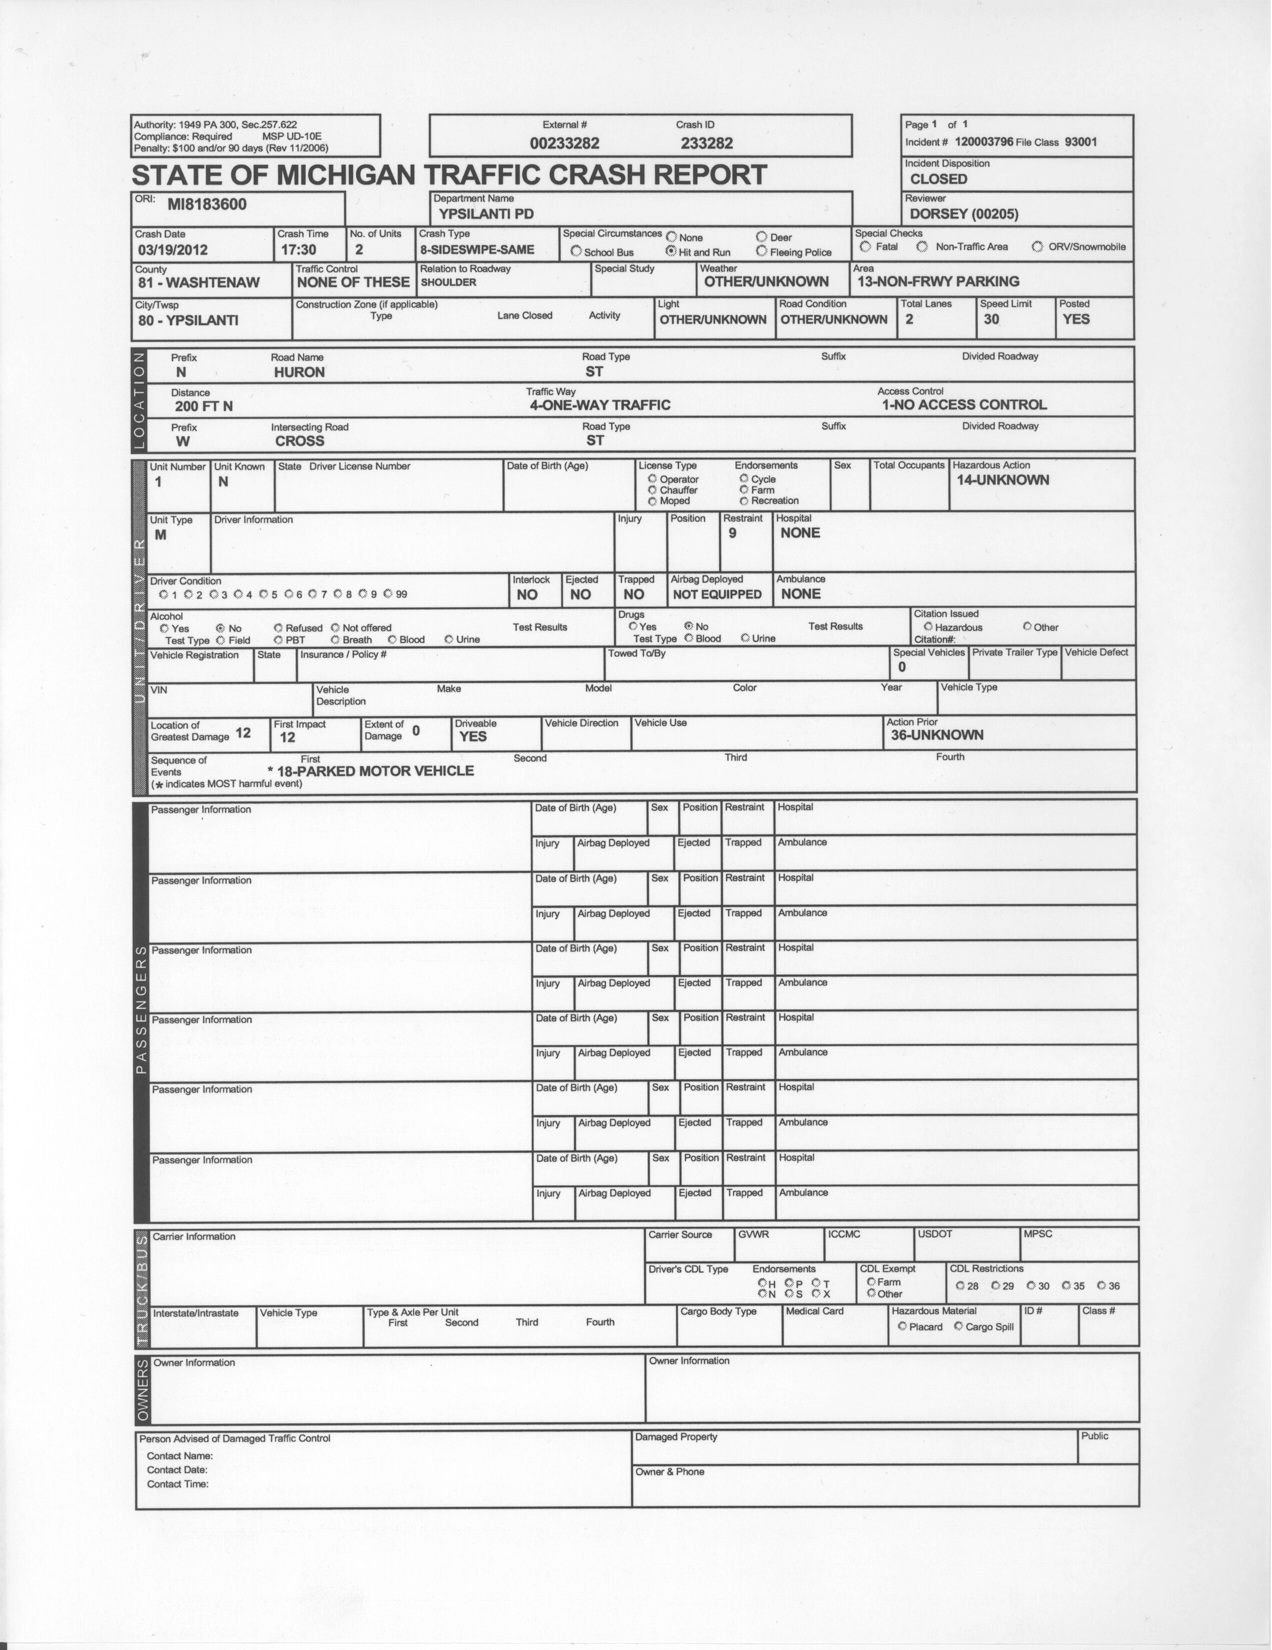 Authority: 1949 PA 300, Sec.257.622
Compliance: Required MSP UD-10E
Penalty: $100 and/or 90 days (Rev 11/2006)
External # Crash ID
00233282 233282
Page 1 of 1
Incident # 120003796 File Class 93001
STATE OF MICHIGAN TRAFFIC CRASH REPORT
Incident Disposition
CLOSED
ORI: MI8183600
Department Name
YPSILANTI PD
Reviewer
DORSEY (00205)
Crash Date Crash Time No. of Units Crash Type Special Circumstances None Deer Special Checks
03/19/2012 17:30 2 8-SIDESWIPE-SAME School Bus Hit and Run Fleeing Police Fatal Non-Traffic Area ORV/Snowmobile
County Traffic Control Relation to Roadway Special Study Weather Area
81 - WASHTENAW NONE OF THESE SHOULDER OTHER/UNKNOWN 13-NON-FRWY PARKING
City/Twsp Construction Zone (if applicable) Light Road Condition Total Lanes Speed Limit Posted
80 - YPSILANTI Type Lane Closed Activity OTHER/UNKNOWN OTHER/UNKNOWN 2 30 YES
LOCATION
Prefix Road Name Road Type Suffix Divided Roadway
N HURON ST
Distance Traffic Way Access Control
200 FT N 4-ONE-WAY TRAFFIC 1-NO ACCESS CONTROL
Prefix Intersecting Road Road Type Suffix Divided Roadway
W CROSS ST
UNIT/DRIVER
Unit Number Unit Known State Driver License Number Date of Birth (Age) License Type Endorsements Sex Total Occupants Hazardous Action
1 N Operator Cycle 14-UNKNOWN
Chauffer Farm
Moped Recreation
Unit Type Driver Information Injury Position Restraint Hospital
M 9 NONE
Driver Condition Interlock Ejected Trapped Airbag Deployed Ambulance
1 2 3 4 5 6 7 8 9 99 NO NO NO NOT EQUIPPED NONE
Alcohol Drugs Citation Issued
Yes No Refused Not offered Test Results Yes No Test Results Hazardous Other
Test Type Field PBT Breath Blood Urine Test Type Blood Urine Citation#:
Vehicle Registration State Insurance / Policy # Towed To/By Special Vehicles Private Trailer Type Vehicle Defect
0
VIN Vehicle Make Model Color Year Vehicle Type
Description
Location of First Impact Extent of Driveable Vehicle Direction Vehicle Use Action Prior
Greatest Damage 12 12 Damage 0 YES 36-UNKNOWN
Sequence of First Second Third Fourth
Events * 18-PARKED MOTOR VEHICLE
(* indicates MOST harmful event)
PASSENGERS
Passenger Information Date of Birth (Age) Sex Position Restraint Hospital
Injury Airbag Deployed Ejected Trapped Ambulance
Passenger Information Date of Birth (Age) Sex Position Restraint Hospital
Injury Airbag Deployed Ejected Trapped Ambulance
Passenger Information Date of Birth (Age) Sex Position Restraint Hospital
Injury Airbag Deployed Ejected Trapped Ambulance
Passenger Information Date of Birth (Age) Sex Position Restraint Hospital
Injury Airbag Deployed Ejected Trapped Ambulance
Passenger Information Date of Birth (Age) Sex Position Restraint Hospital
Injury Airbag Deployed Ejected Trapped Ambulance
Passenger Information Date of Birth (Age) Sex Position Restraint Hospital
Injury Airbag Deployed Ejected Trapped Ambulance
TRUCK/BUS
Carrier Information Carrier Source GVWR ICCMC USDOT MPSC
Driver's CDL Type Endorsements CDL Exempt CDL Restrictions
H P T Farm 28 29 30 35 36
N S X Other
Interstate/Intrastate Vehicle Type Type & Axle Per Unit Cargo Body Type Medical Card Hazardous Material ID # Class #
First Second Third Fourth Placard Cargo Spill
OWNERS
Owner Information Owner Information
Person Advised of Damaged Traffic Control Damaged Property Public
Contact Name:
Contact Date: Owner & Phone
Contact Time: